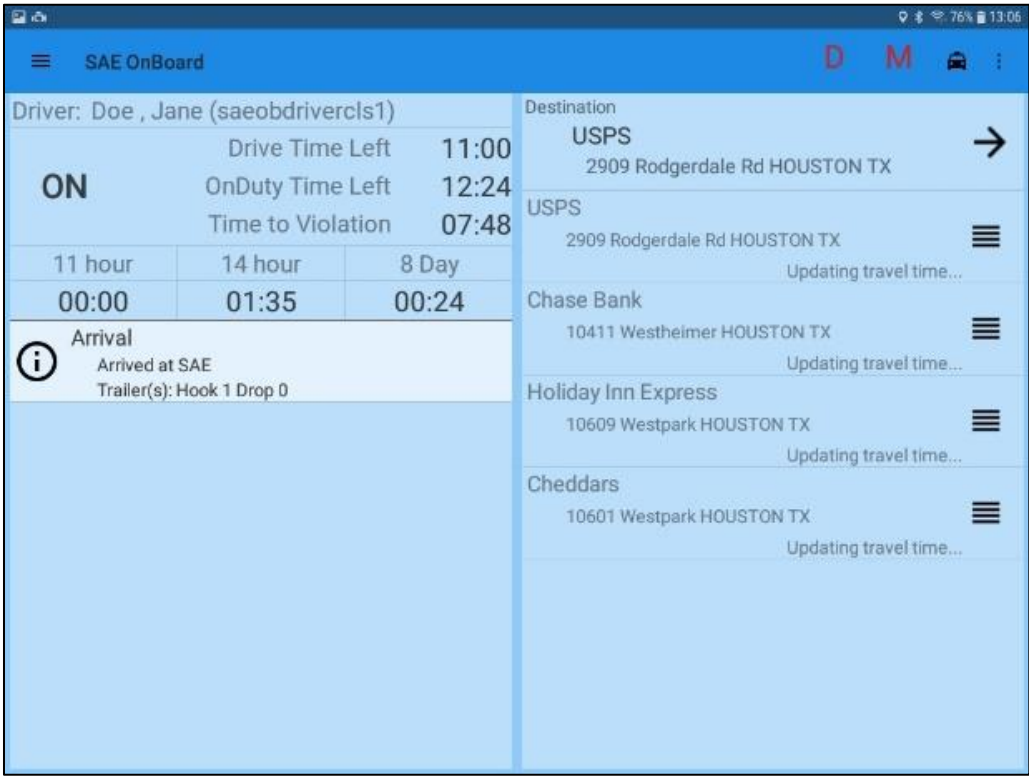 76% 13:06
SAE OnBoard D M
Driver: Doe , Jane (saeobdrivercls1)
ON
Drive Time Left 11:00
OnDuty Time Left 12:24
Time to Violation 07:48
11 hour 14 hour 8 Day
00:00 01:35 00:24
Arrival
Arrived at SAE
Trailer(s): Hook 1 Drop 0
Destination
USPS
2909 Rodgerdale Rd HOUSTON TX
USPS
2909 Rodgerdale Rd HOUSTON TX
Updating travel time...
Chase Bank
10411 Westheimer HOUSTON TX
Updating travel time...
Holiday Inn Express
10609 Westpark HOUSTON TX
Updating travel time...
Cheddars
10601 Westpark HOUSTON TX
Updating travel time...